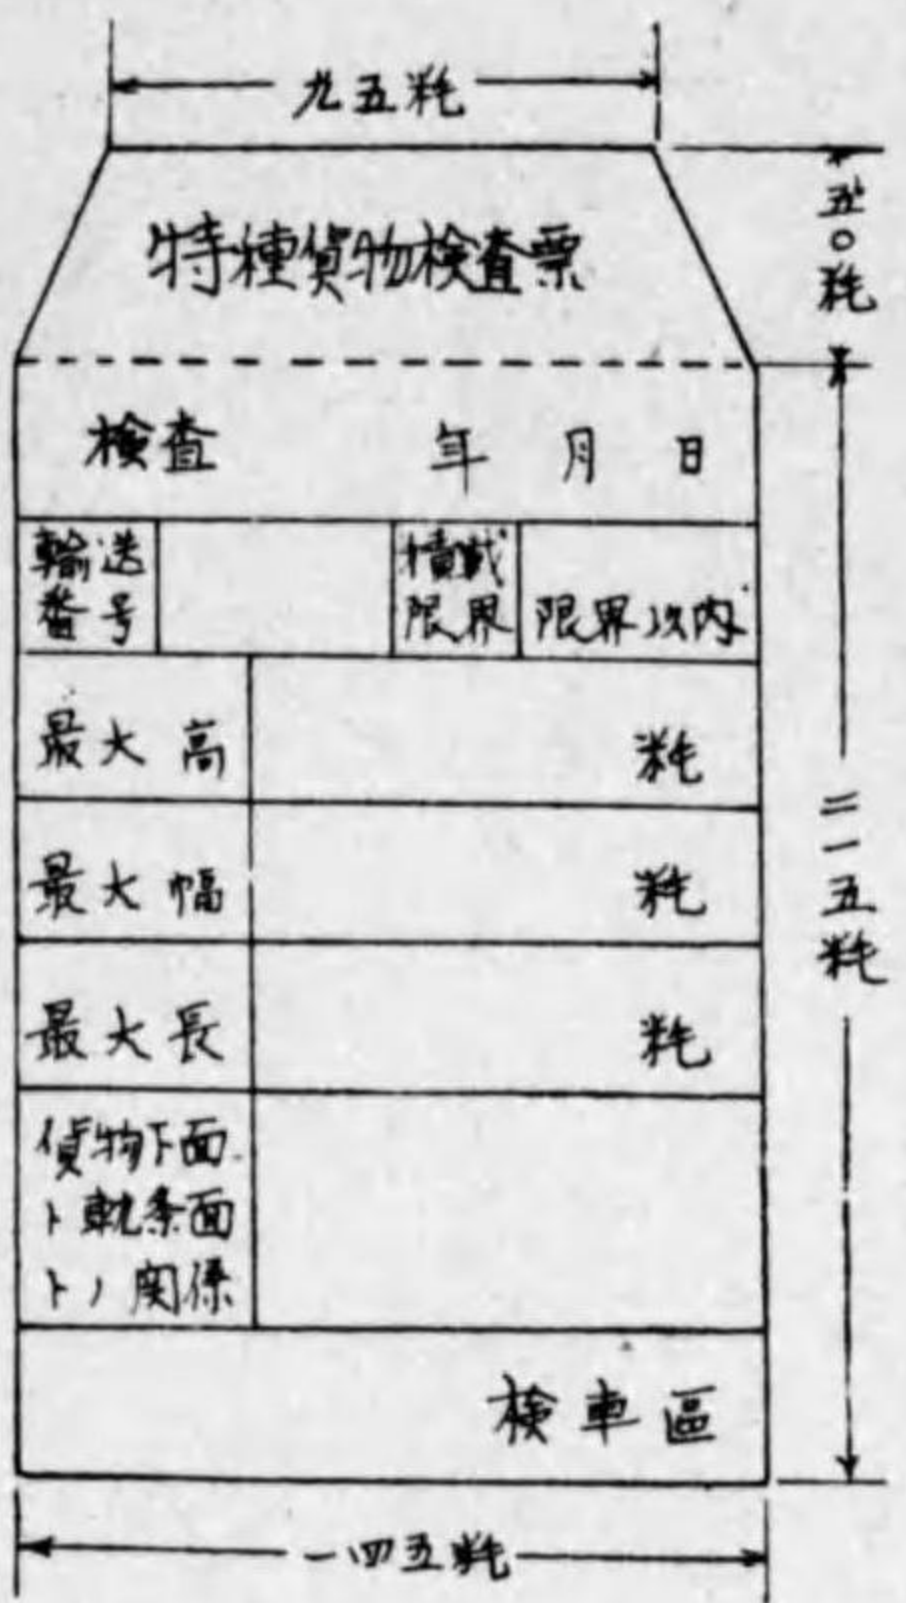 九五粍
五〇粍
特種貨物検査票
検査 年 月 日
輸送
番号
積載
限界
限界以内
最大高 粍
最大幅 粍
二一五粍
最大長 粍
貨物下面
ト軌条面
トノ関係
検車區
一四五粍